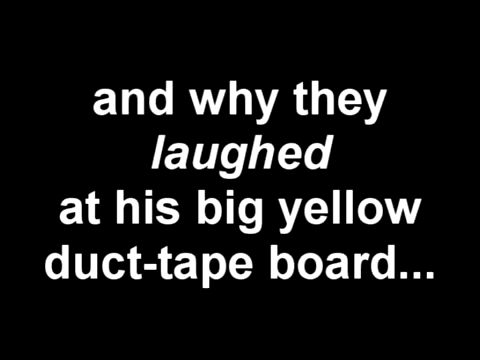 and why they
laughed
at his big yellow
duct-tape board...